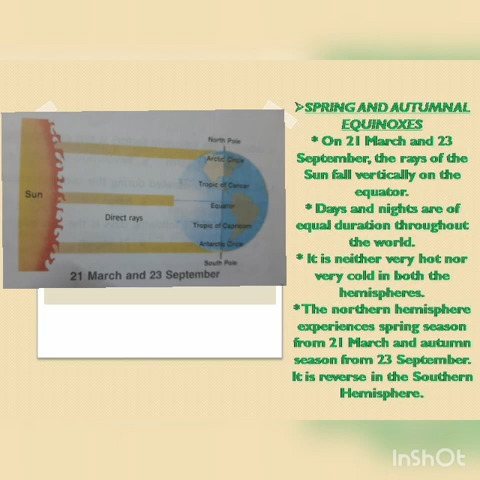 North Pole
Arctic Circle
Tropic of Cancer
Sun
Equator
Direct rays
Tropic of Capricorn
Antarctic Circle
South Pole
21 March and 23 September
➢SPRING AND AUTUMNAL
EQUINOXES
* On 21 March and 23
September, the rays of the
Sun fall vertically on the
equator.
* Days and nights are of
equal duration throughout
the world.
* It is neither very hot nor
very cold in both the
hemispheres.
* The northern hemisphere
experiences spring season
from 21 March and autumn
season from 23 September.
It is reverse in the Southern
Hemisphere.
InShOt